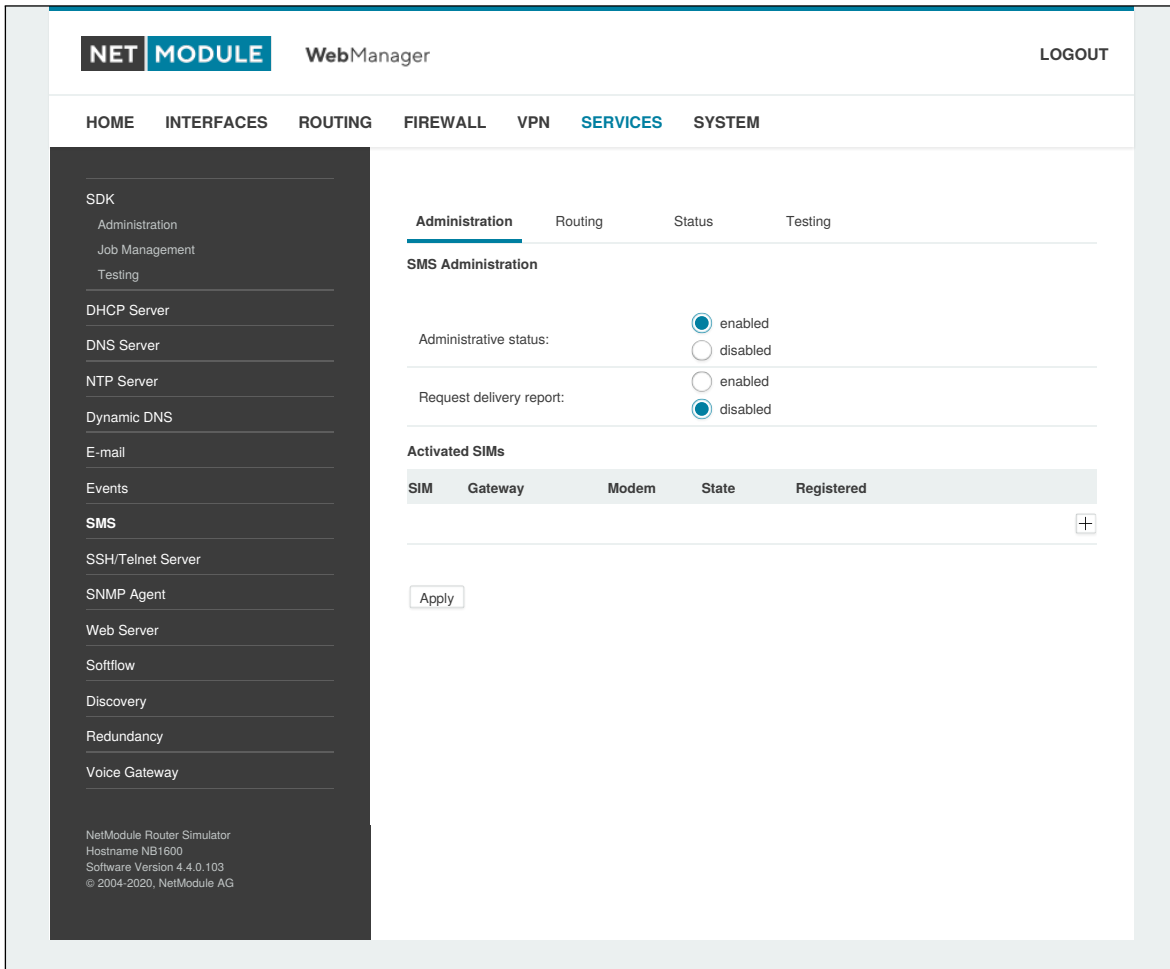 NET MODULE WebManager LOGOUT
HOME INTERFACES ROUTING FIREWALL VPN SERVICES SYSTEM
SDK
Administration
Job Management
Testing
DHCP Server
DNS Server
NTP Server
Dynamic DNS
E-mail
Events
SMS
SSH/Telnet Server
SNMP Agent
Web Server
Softflow
Discovery
Redundancy
Voice Gateway
NetModule Router Simulator
Hostname NB1600
Software Version 4.4.0.103
© 2004-2020, NetModule AG
Administration Routing Status Testing
SMS Administration
Administrative status:
enabled
disabled
Request delivery report:
enabled
disabled
Activated SIMs
SIM Gateway Modem State Registered
Apply